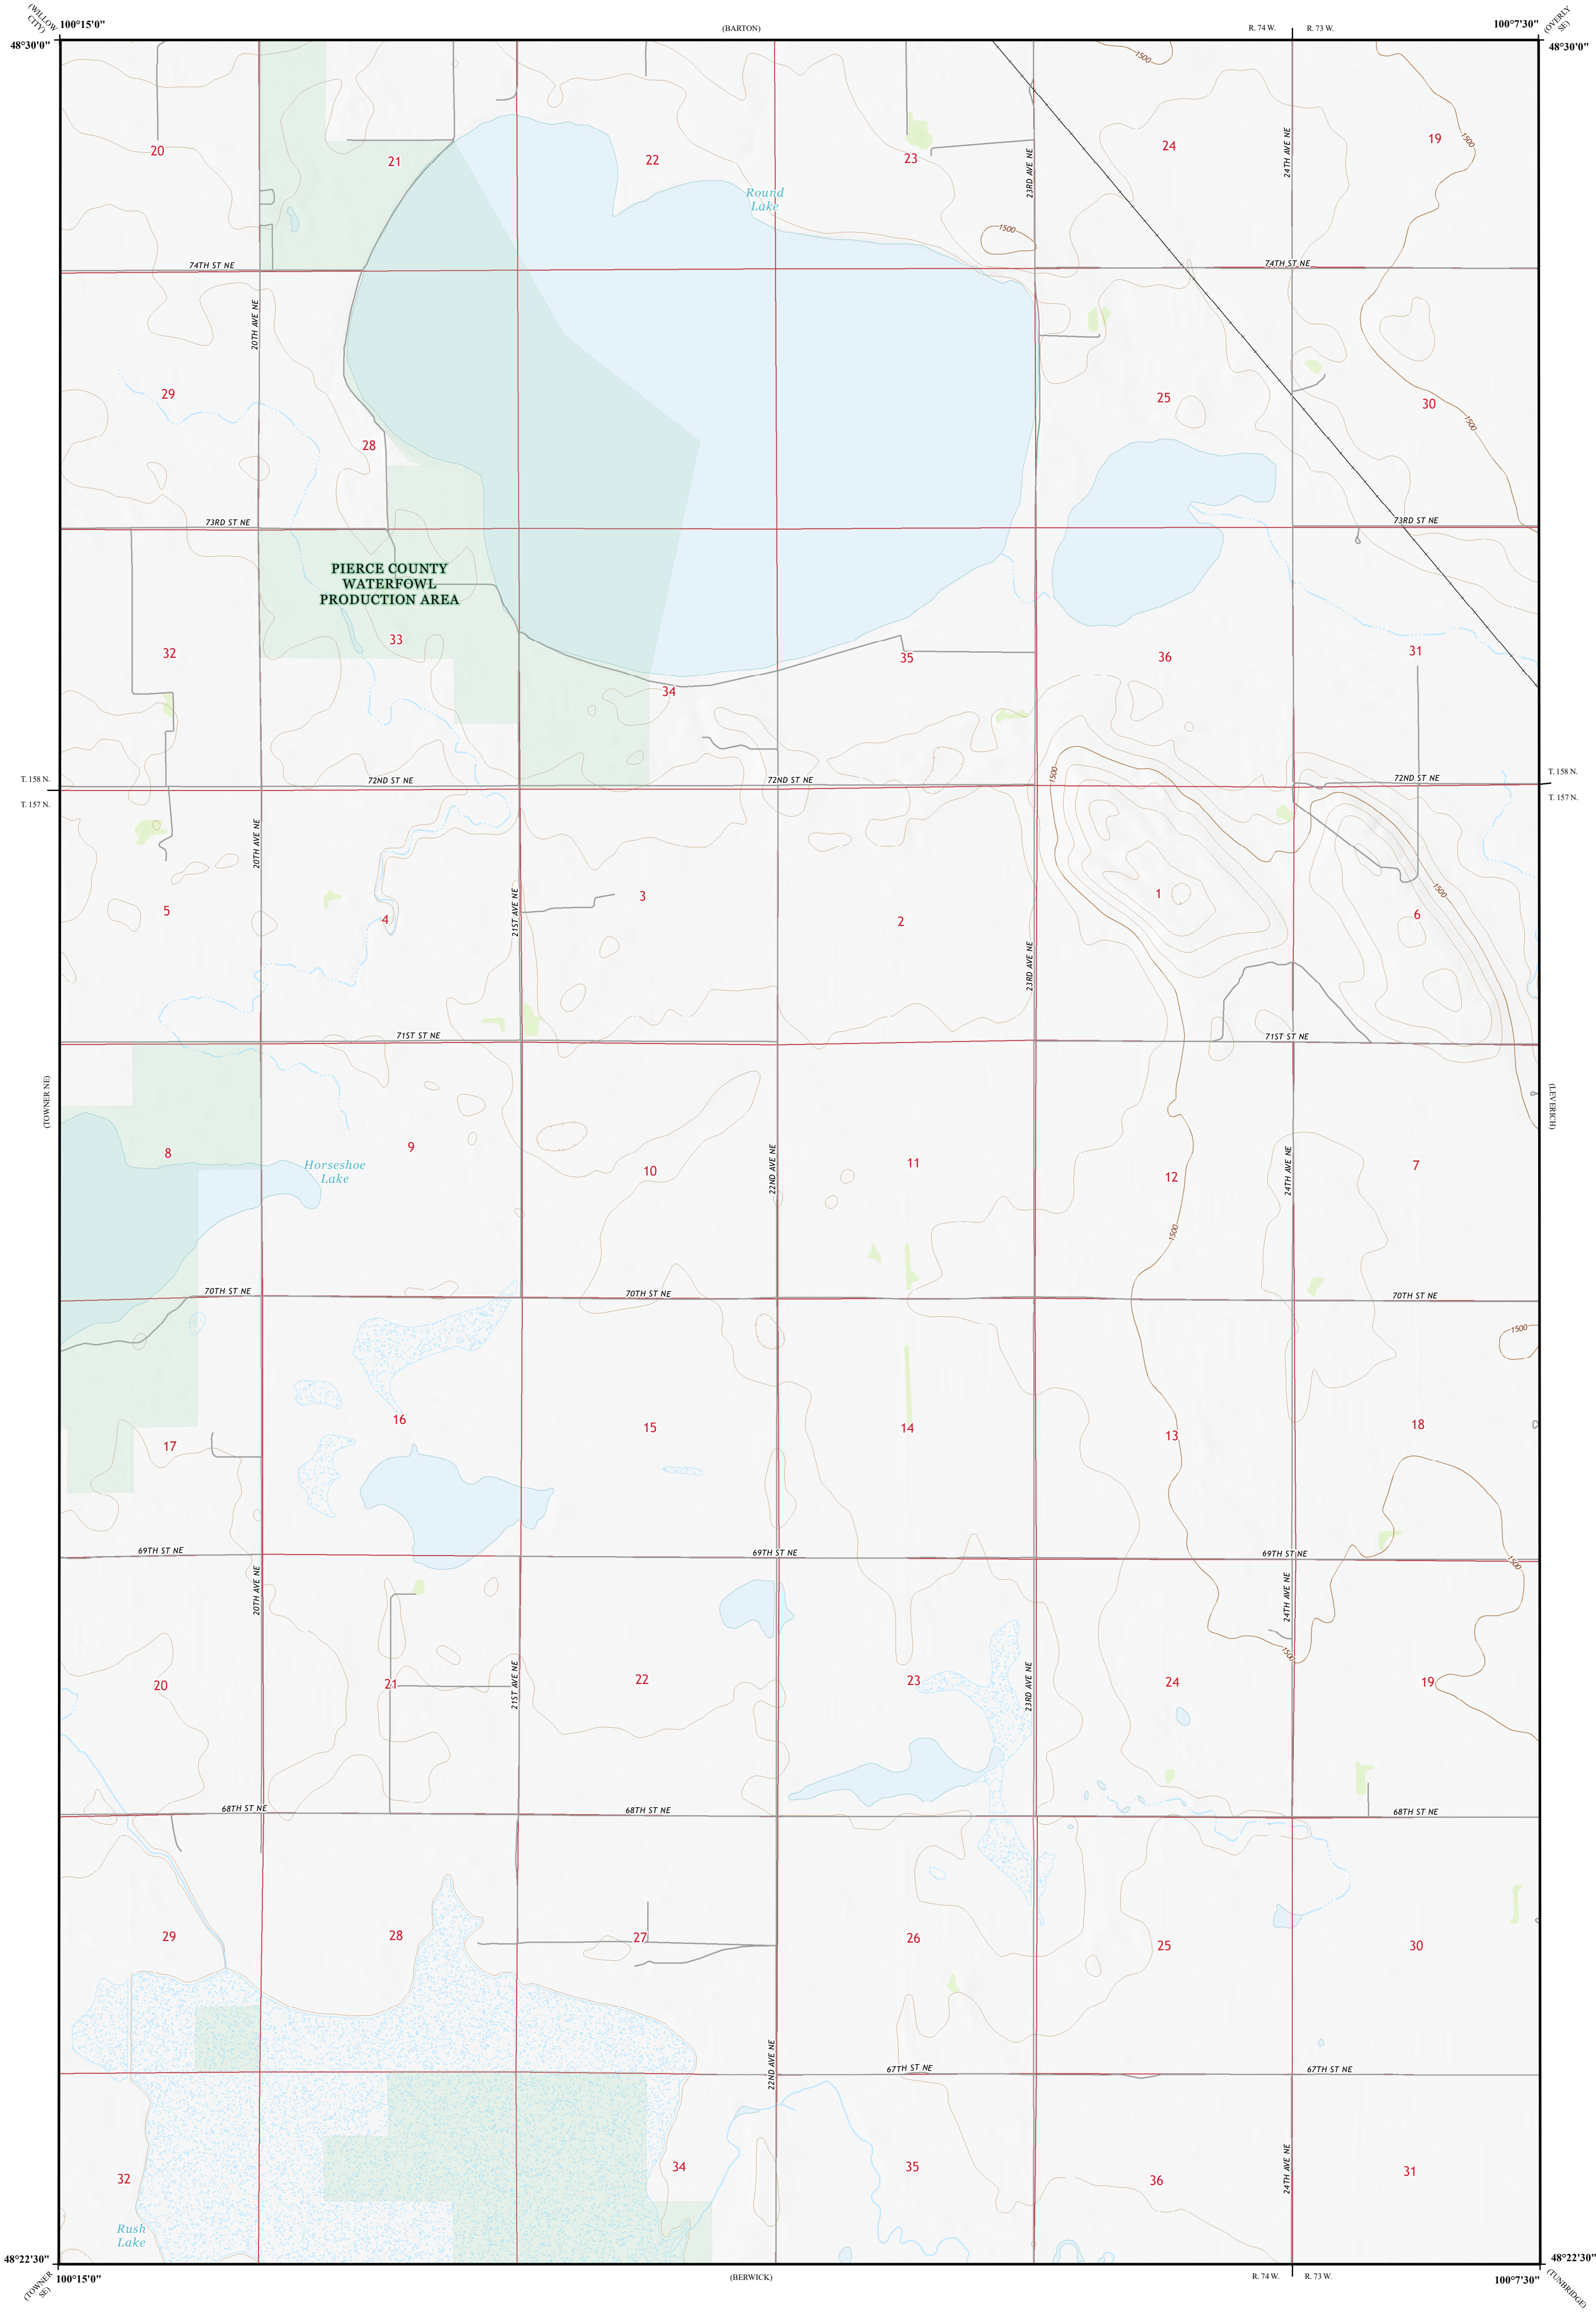 (WILLOW
CITY)
100°15'0"
(BARTON)
R. 74 W.
R. 73 W.
100°7'30"
(OVERLY
SE)
48°30'0"
48°30'0"
1500
20
21
22
23
24
19
1500
23RD AVE NE
24TH AVE NE
Round
Lake
1500
74TH ST NE
74TH ST NE
20TH AVE NE
29
28
25
30
1500
73RD ST NE
73RD ST NE
PIERCE COUNTY
WATERFOWL
PRODUCTION AREA
32
33
34
35
36
31
T. 158 N.
72ND ST NE
72ND ST NE
72ND ST NE
T. 158 N.
T. 157 N.
T. 157 N.
1500
20TH AVE NE
5
4
21ST AVE NE
3
2
1
6
1500
23RD AVE NE
71ST ST NE
71ST ST NE
(TOWNER NE)
(LEVERICH)
8
9
10
11
12
7
Horseshoe
Lake
22ND AVE NE
24TH AVE NE
1500
70TH ST NE
70TH ST NE
70TH ST NE
1500
17
16
15
14
13
18
69TH ST NE
69TH ST NE
69TH ST NE
1500
20TH AVE NE
24TH AVE NE
1500
20
21
21ST AVE NE
22
23
23RD AVE NE
24
19
68TH ST NE
68TH ST NE
68TH ST NE
29
28
27
26
25
30
22ND AVE NE
67TH ST NE
67TH ST NE
32
34
35
36
24TH AVE NE
31
Rush
Lake
48°22'30"
48°22'30"
(TOWNER
SE)
100°15'0"
(BERWICK)
R. 74 W.
R. 73 W.
100°7'30"
(TUNBRIDGE)